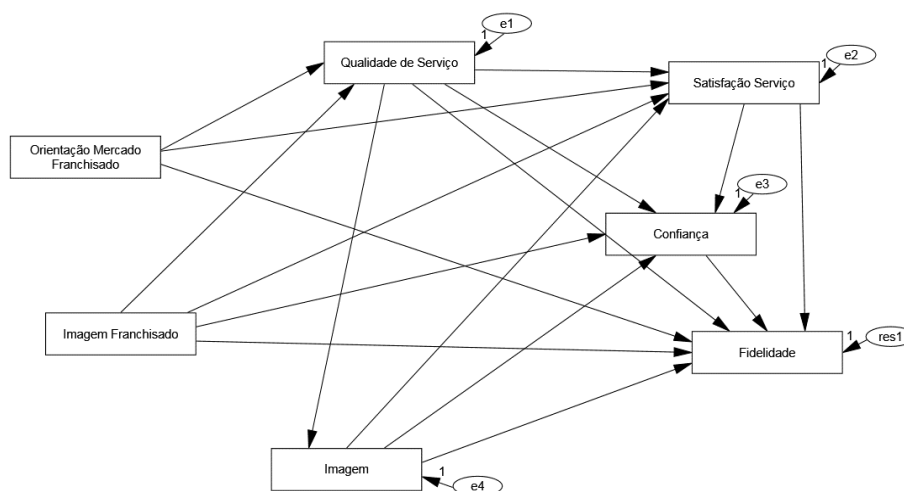 e1
1
Qualidade de Serviço
e2
1
Satisfação Serviço
Orientação Mercado
Franchisado
e3
1
Confiança
Imagem Franchisado
1
res1
Fidelidade
Imagem
1
e4